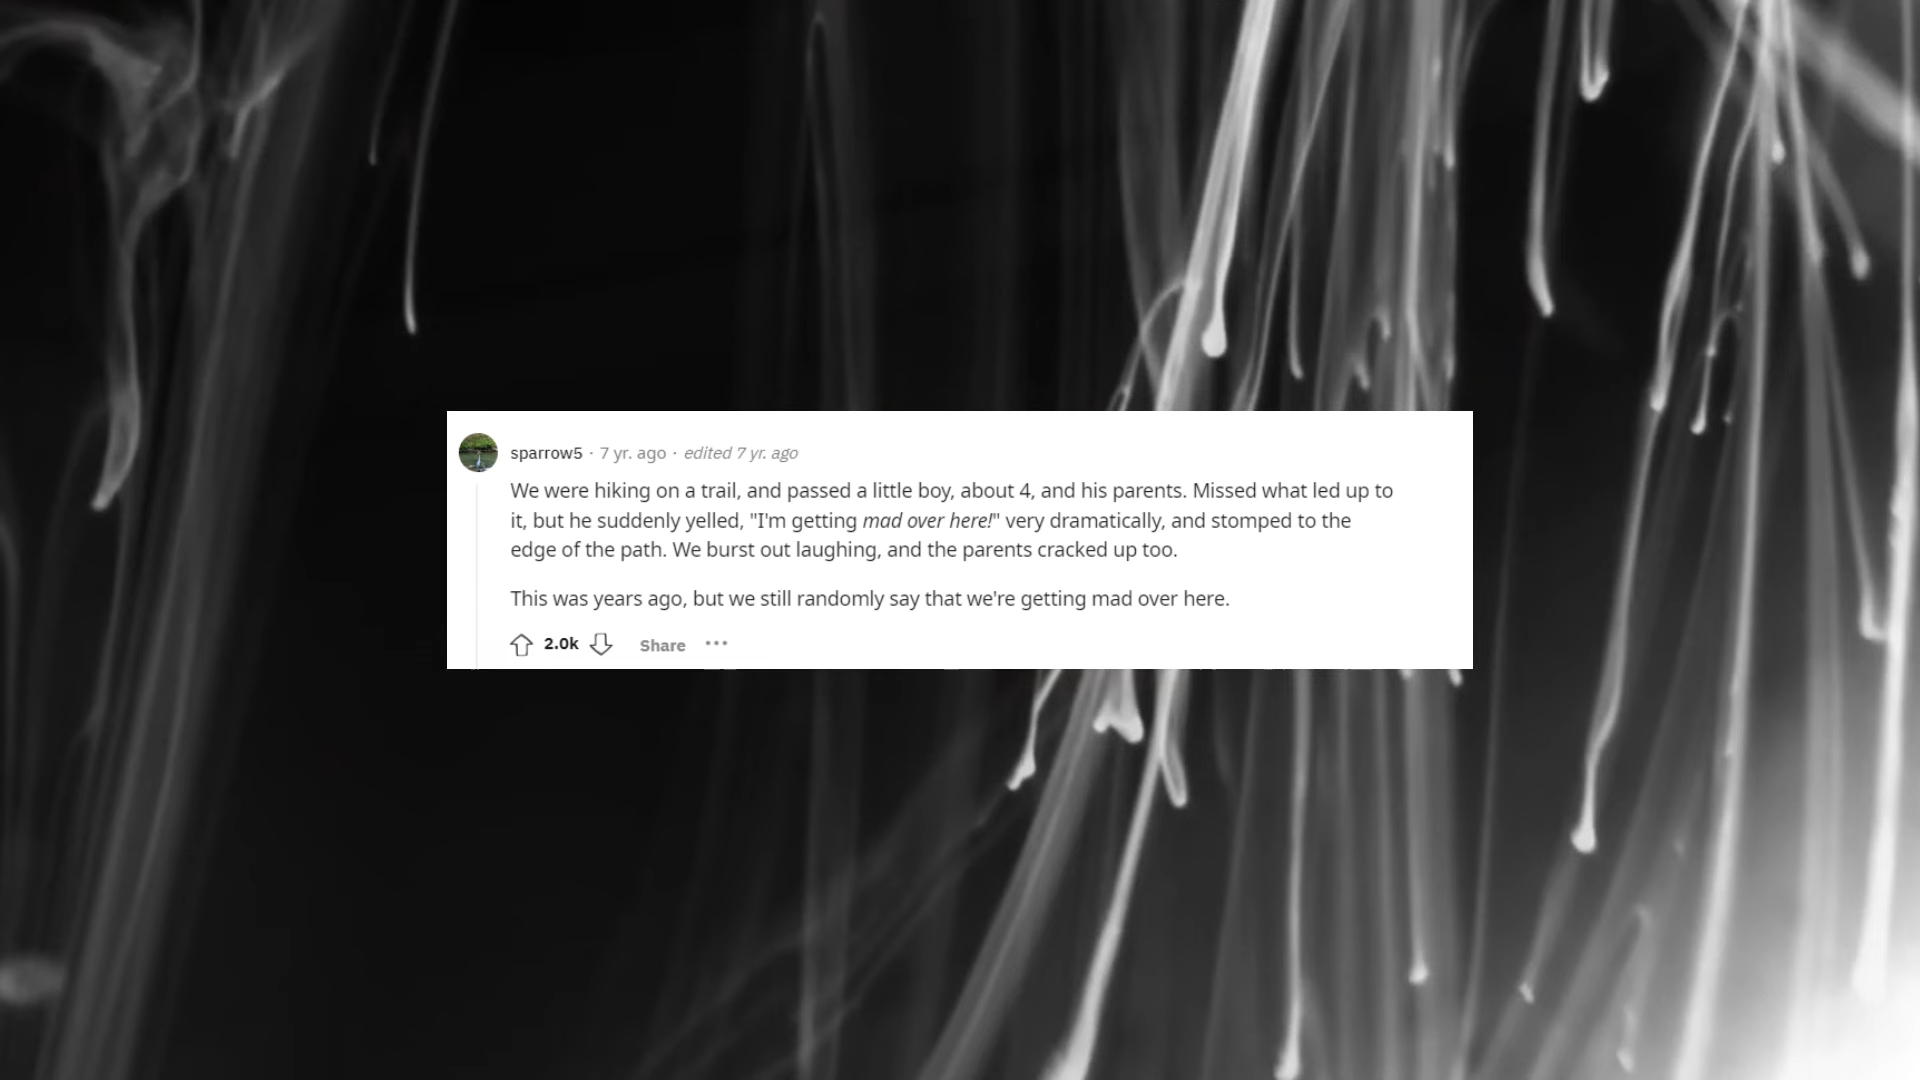 sparrow5 · 7 yr. ago · edited 7 yr. ago
We were hiking on a trail, and passed a little boy, about 4, and his parents. Missed what led up to
it, but he suddenly yelled, "I'm getting mad over here!" very dramatically, and stomped to the
edge of the path. We burst out laughing, and the parents cracked up too.
This was years ago, but we still randomly say that we're getting mad over here.
2.0k Share ···